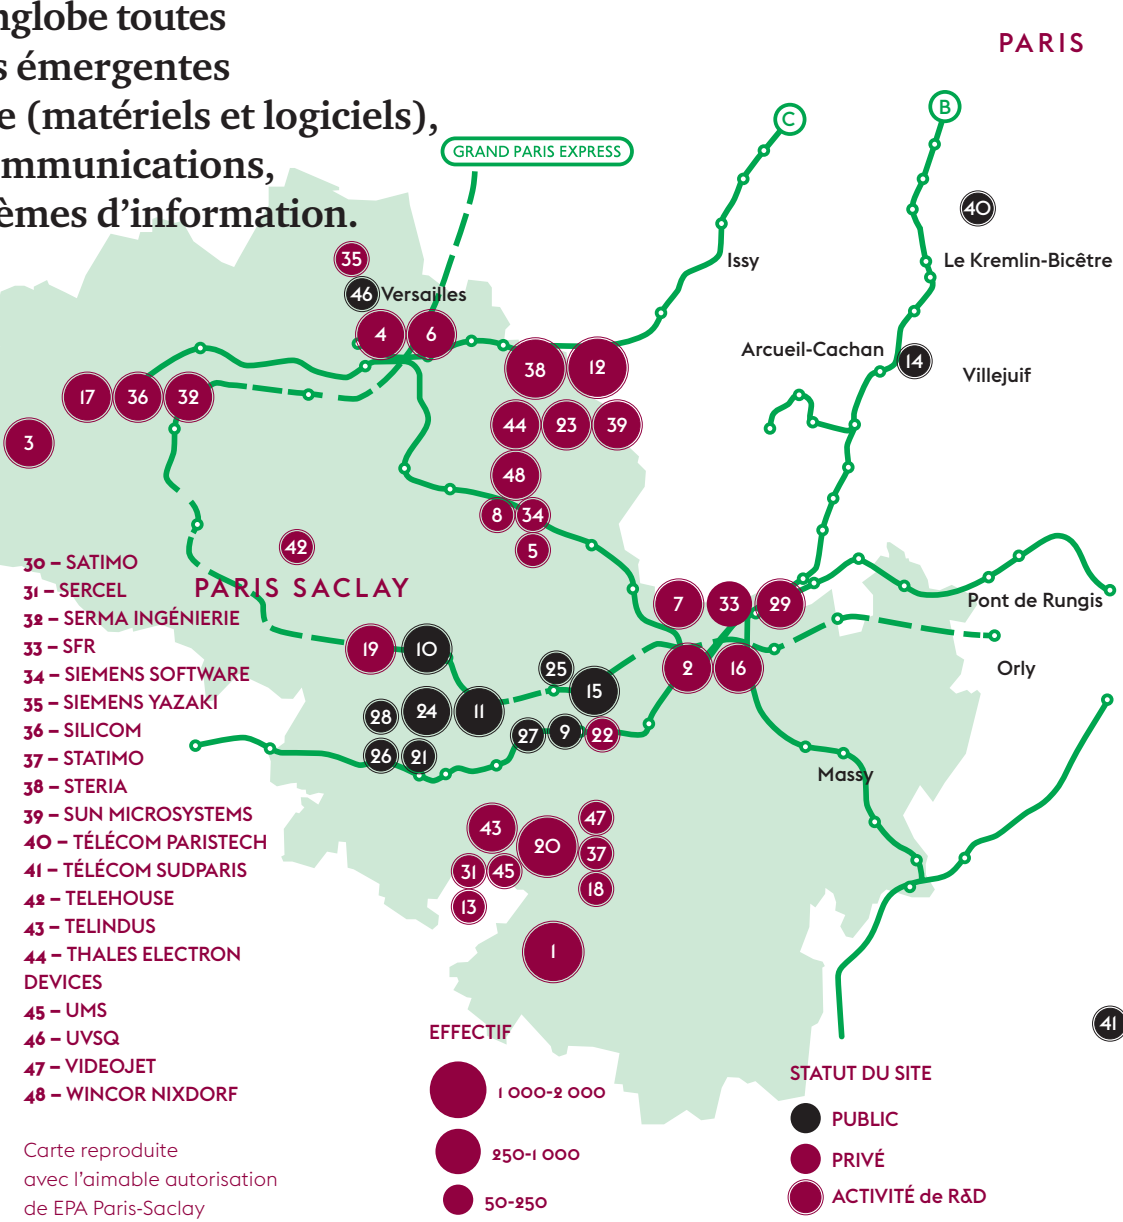 nglobe toutes
s émergentes
e (matériels et logiciels),
mmunications,
èmes d’information.
PARIS
C
B
GRAND PARIS EXPRESS
40
Issy
Le Kremlin-Bicêtre
35
46
Versailles
4
6
Arcueil-Cachan
14
Villejuif
38
12
17
36
32
3
44
23
39
48
8
34
5
42
PARIS SACLAY
7
33
29
Pont de Rungis
Orly
19
10
2
16
25
15
28
24
11
27
9
22
26
21
Massy
43
20
47
37
31
45
18
13
1
41
30 – SATIMO
31 – SERCEL
32 – SERMA INGÉNIERIE
33 – SFR
34 – SIEMENS SOFTWARE
35 – SIEMENS YAZAKI
36 – SILICOM
37 – STATIMO
38 – STERIA
39 – SUN MICROSYSTEMS
40 – TÉLÉCOM PARISTECH
41 – TÉLÉCOM SUDPARIS
42 – TELEHOUSE
43 – TELINDUS
44 – THALES ELECTRON
DEVICES
45 – UMS
46 – UVSQ
47 – VIDEOJET
48 – WINCOR NIXDORF
Carte reproduite
avec l’aimable autorisation
de EPA Paris-Saclay
EFFECTIF
1 000-2 000
250-1 000
50-250
STATUT DU SITE
PUBLIC
PRIVÉ
ACTIVITÉ de R&D